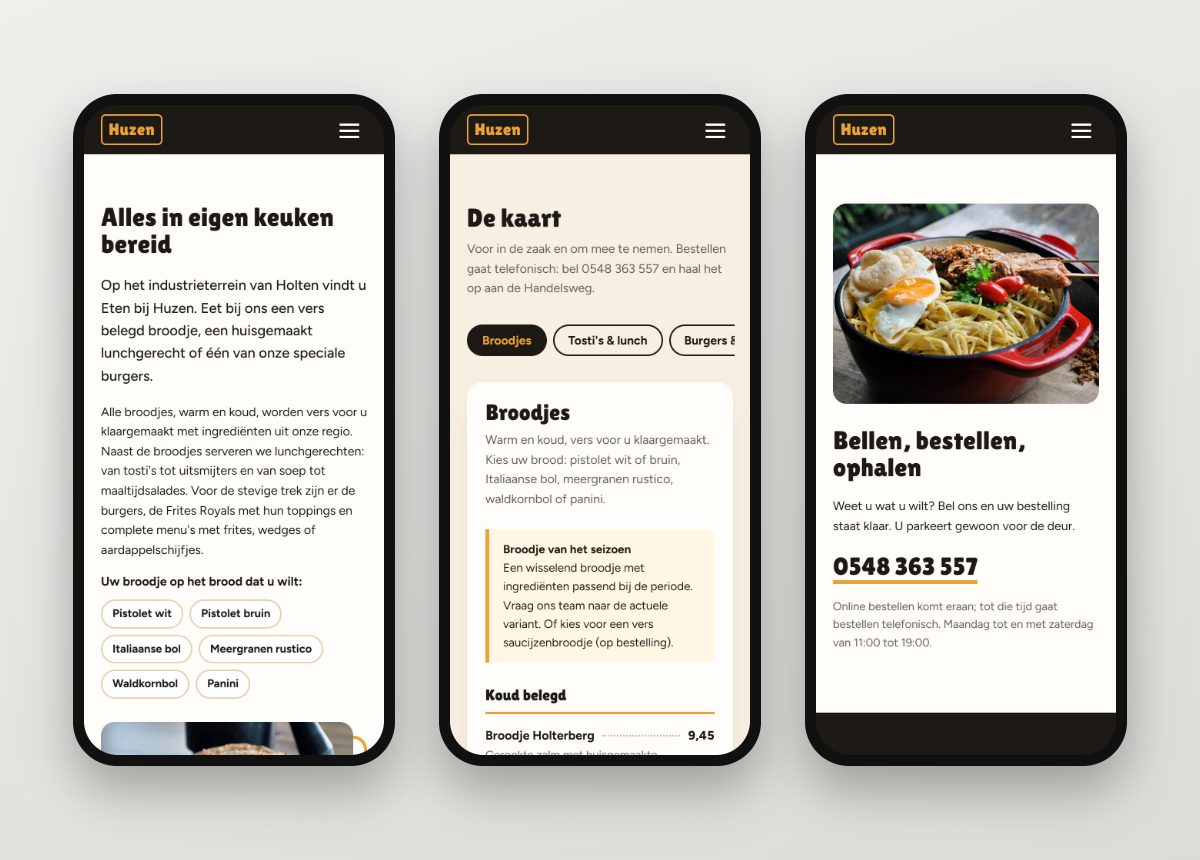 Huzen
Alles in eigen keuken
bereid
Op het industrieterrein van Holten vindt u
Eten bij Huzen. Eet bij ons een vers
belegd broodje, een huisgemaakt
lunchgerecht of één van onze speciale
burgers.
Alle broodjes, warm en koud, worden vers voor u
klaargemaakt met ingrediënten uit onze regio.
Naast de broodjes serveren we lunchgerechten:
van tosti's tot uitsmijters en van soep tot
maaltijdsalades. Voor de stevige trek zijn er de
burgers, de Frites Royals met hun toppings en
complete menu's met frites, wedges of
aardappelschijfjes.
Uw broodje op het brood dat u wilt:
Pistolet wit Pistolet bruin
Italiaanse bol Meergranen rustico
Waldkornbol Panini
Huzen
De kaart
Voor in de zaak en om mee te nemen. Bestellen
gaat telefonisch: bel 0548 363 557 en haal het
op aan de Handelsweg.
Broodjes Tosti's & lunch Burgers &
Broodjes
Warm en koud, vers voor u klaargemaakt.
Kies uw brood: pistolet wit of bruin,
Italiaanse bol, meergranen rustico,
waldkornbol of panini.
Broodje van het seizoen
Een wisselend broodje met
ingrediënten passend bij de periode.
Vraag ons team naar de actuele
variant. Of kies voor een vers
saucijzenbroodje (op bestelling).
Koud belegd
Broodje Holterberg 9,45
Gerookte zalm met huisgemaakte
Huzen
Bellen, bestellen,
ophalen
Weet u wat u wilt? Bel ons en uw bestelling
staat klaar. U parkeert gewoon voor de deur.
0548 363 557
Online bestellen komt eraan; tot die tijd gaat
bestellen telefonisch. Maandag tot en met zaterdag
van 11:00 tot 19:00.